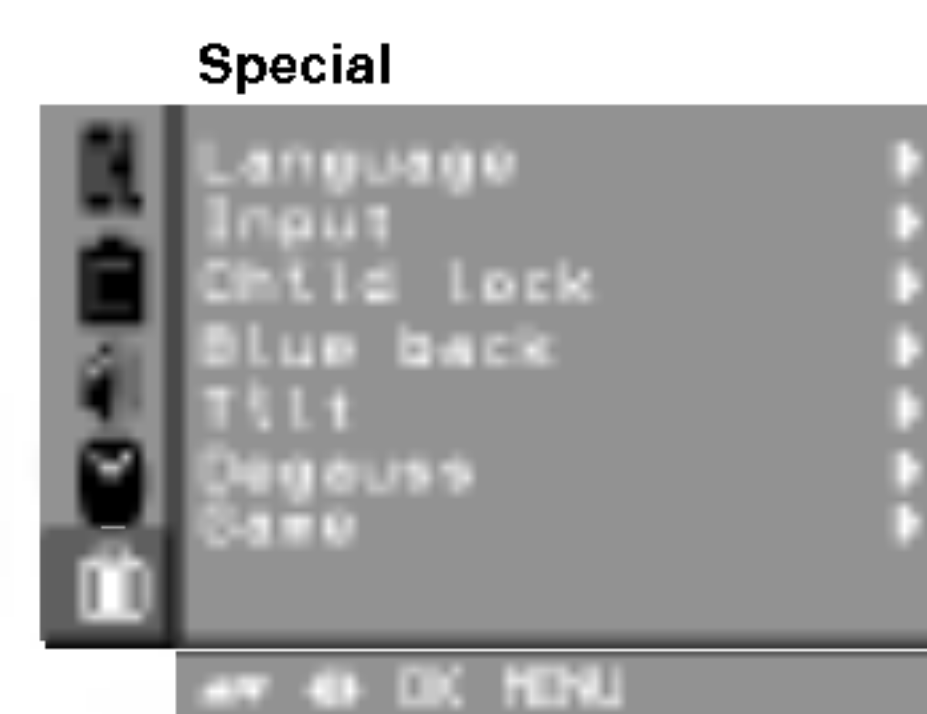 Special
Language
Input
Child lock
Blue back
Tilt
Degauss
Game
OK MENU